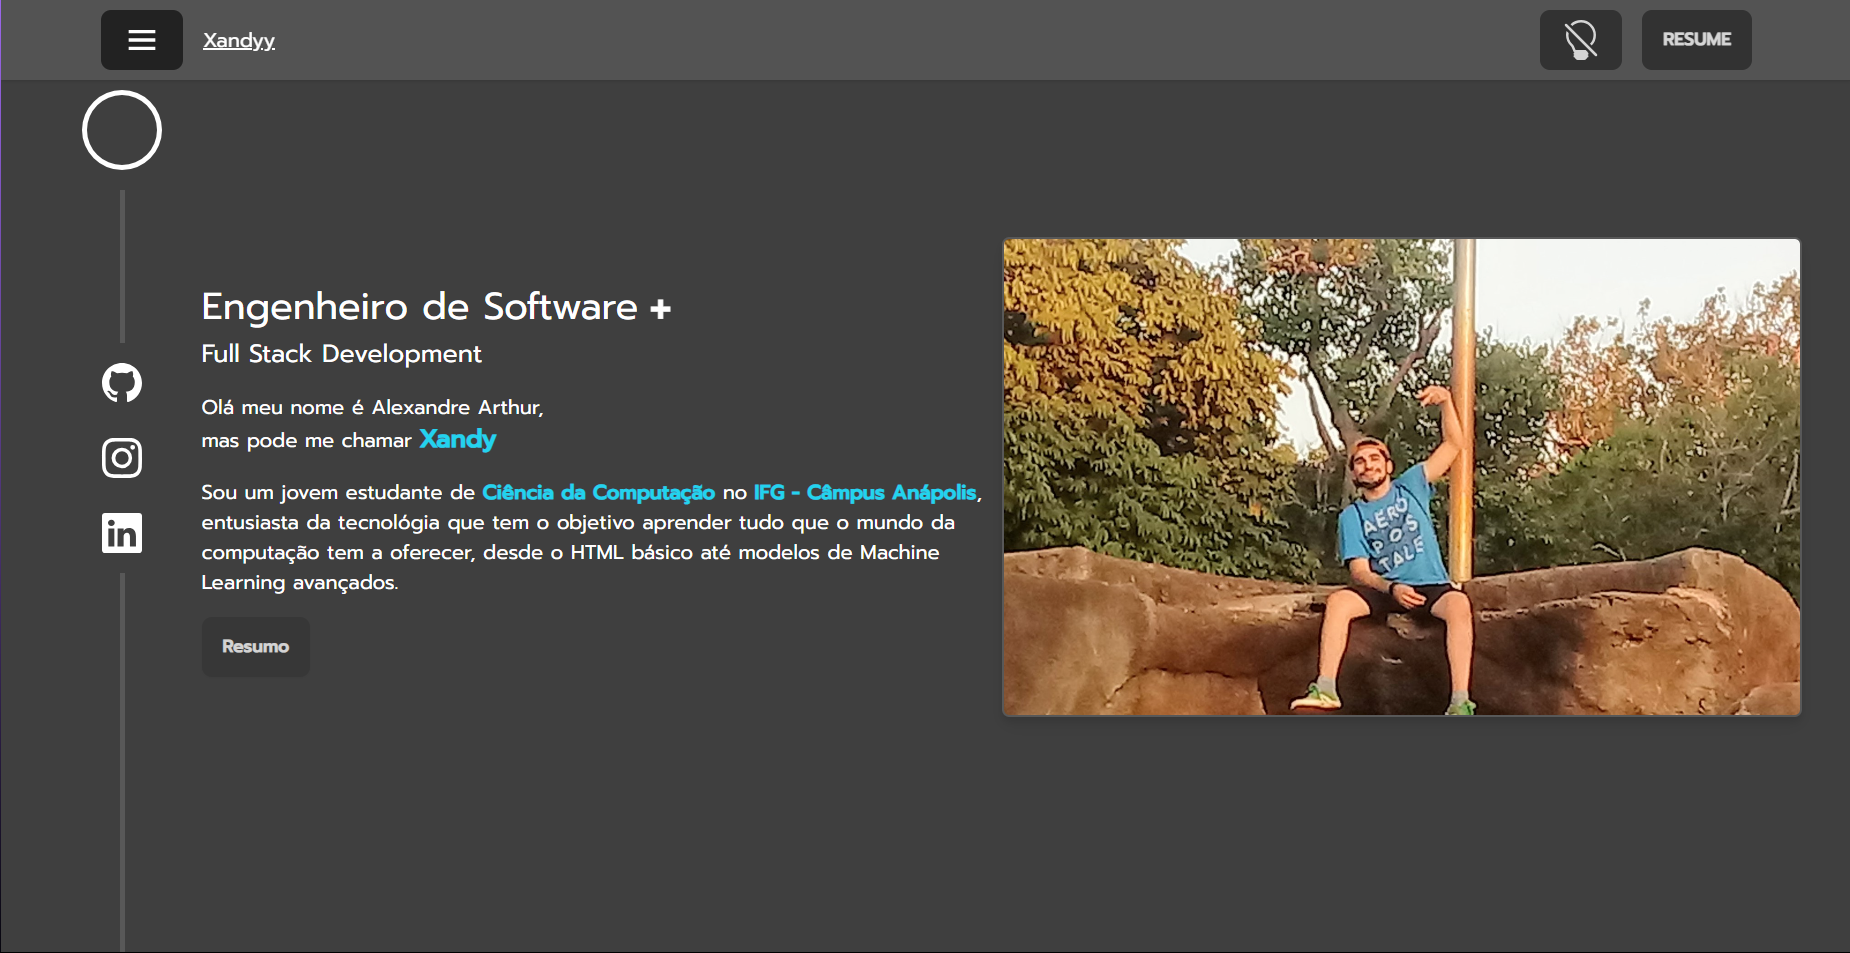 Xandyy
RESUME
Engenheiro de Software +
Full Stack Development
Olá meu nome é Alexandre Arthur,
mas pode me chamar Xandy
Sou um jovem estudante de Ciência da Computação no IFG - Câmpus Anápolis,
entusiasta da tecnológia que tem o objetivo aprender tudo que o mundo da
computação tem a oferecer, desde o HTML básico até modelos de Machine
Learning avançados.
Resumo
in
AÉRO
POS
TALE